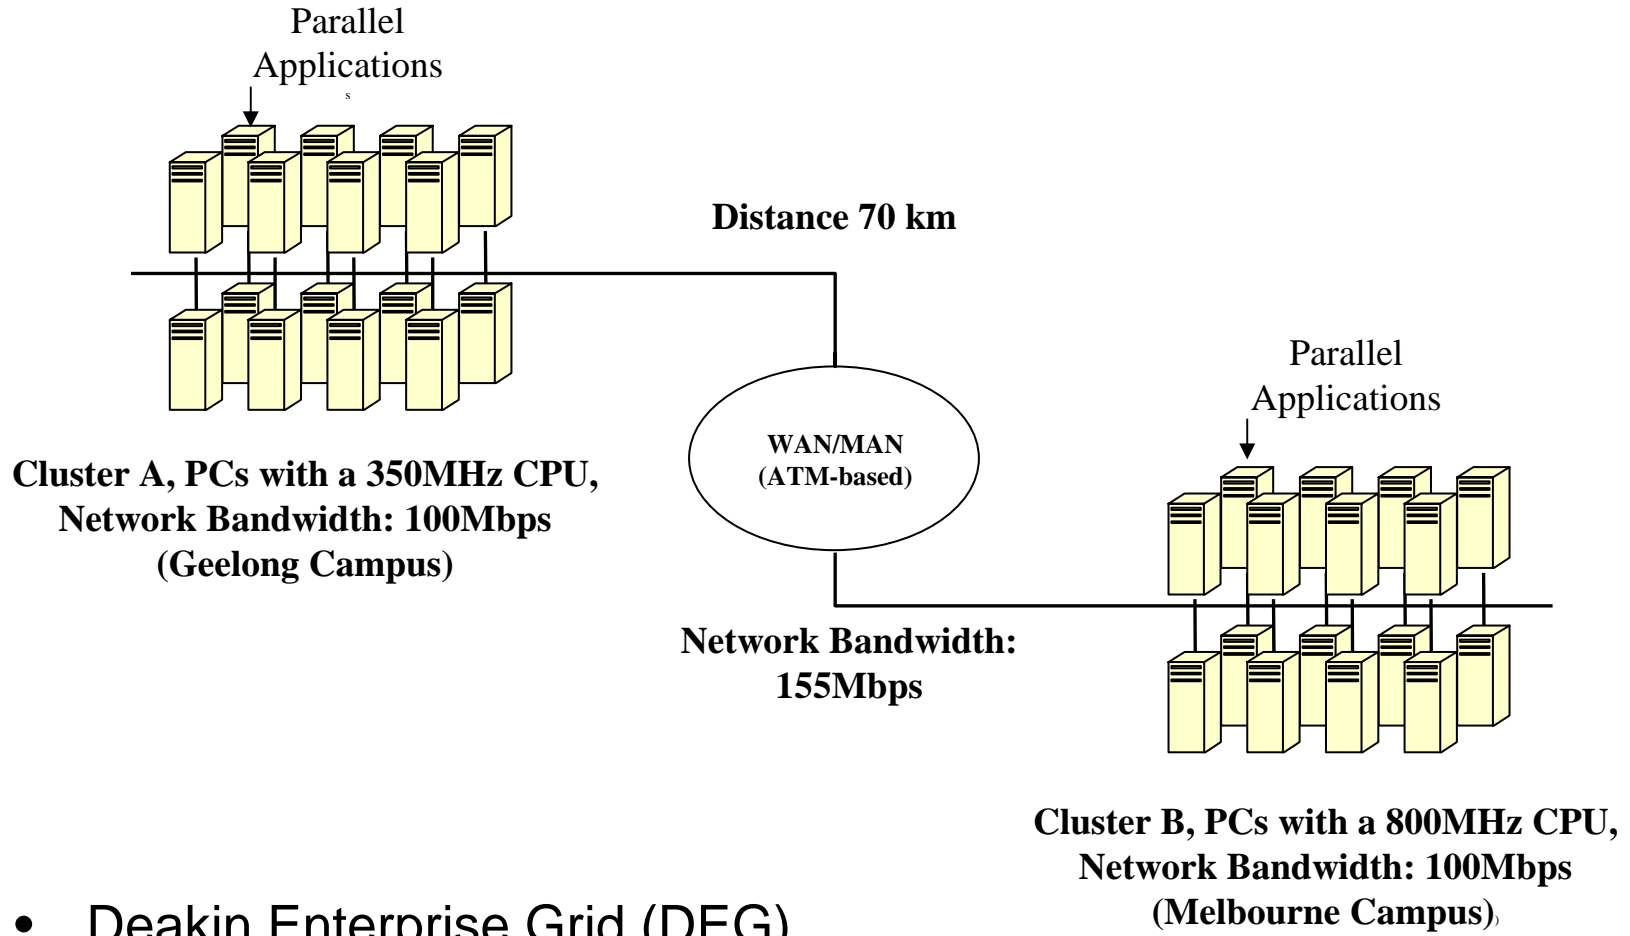 Parallel
Applications
s
Distance 70 km
Parallel
Applications
WAN/MAN
(ATM-based)
Cluster A, PCs with a 350MHz CPU,
Network Bandwidth: 100Mbps
(Geelong Campus)
Network Bandwidth:
155Mbps
Cluster B, PCs with a 800MHz CPU,
Network Bandwidth: 100Mbps
(Melbourne Campus))
• Deakin Enterprise Grid (DEG)